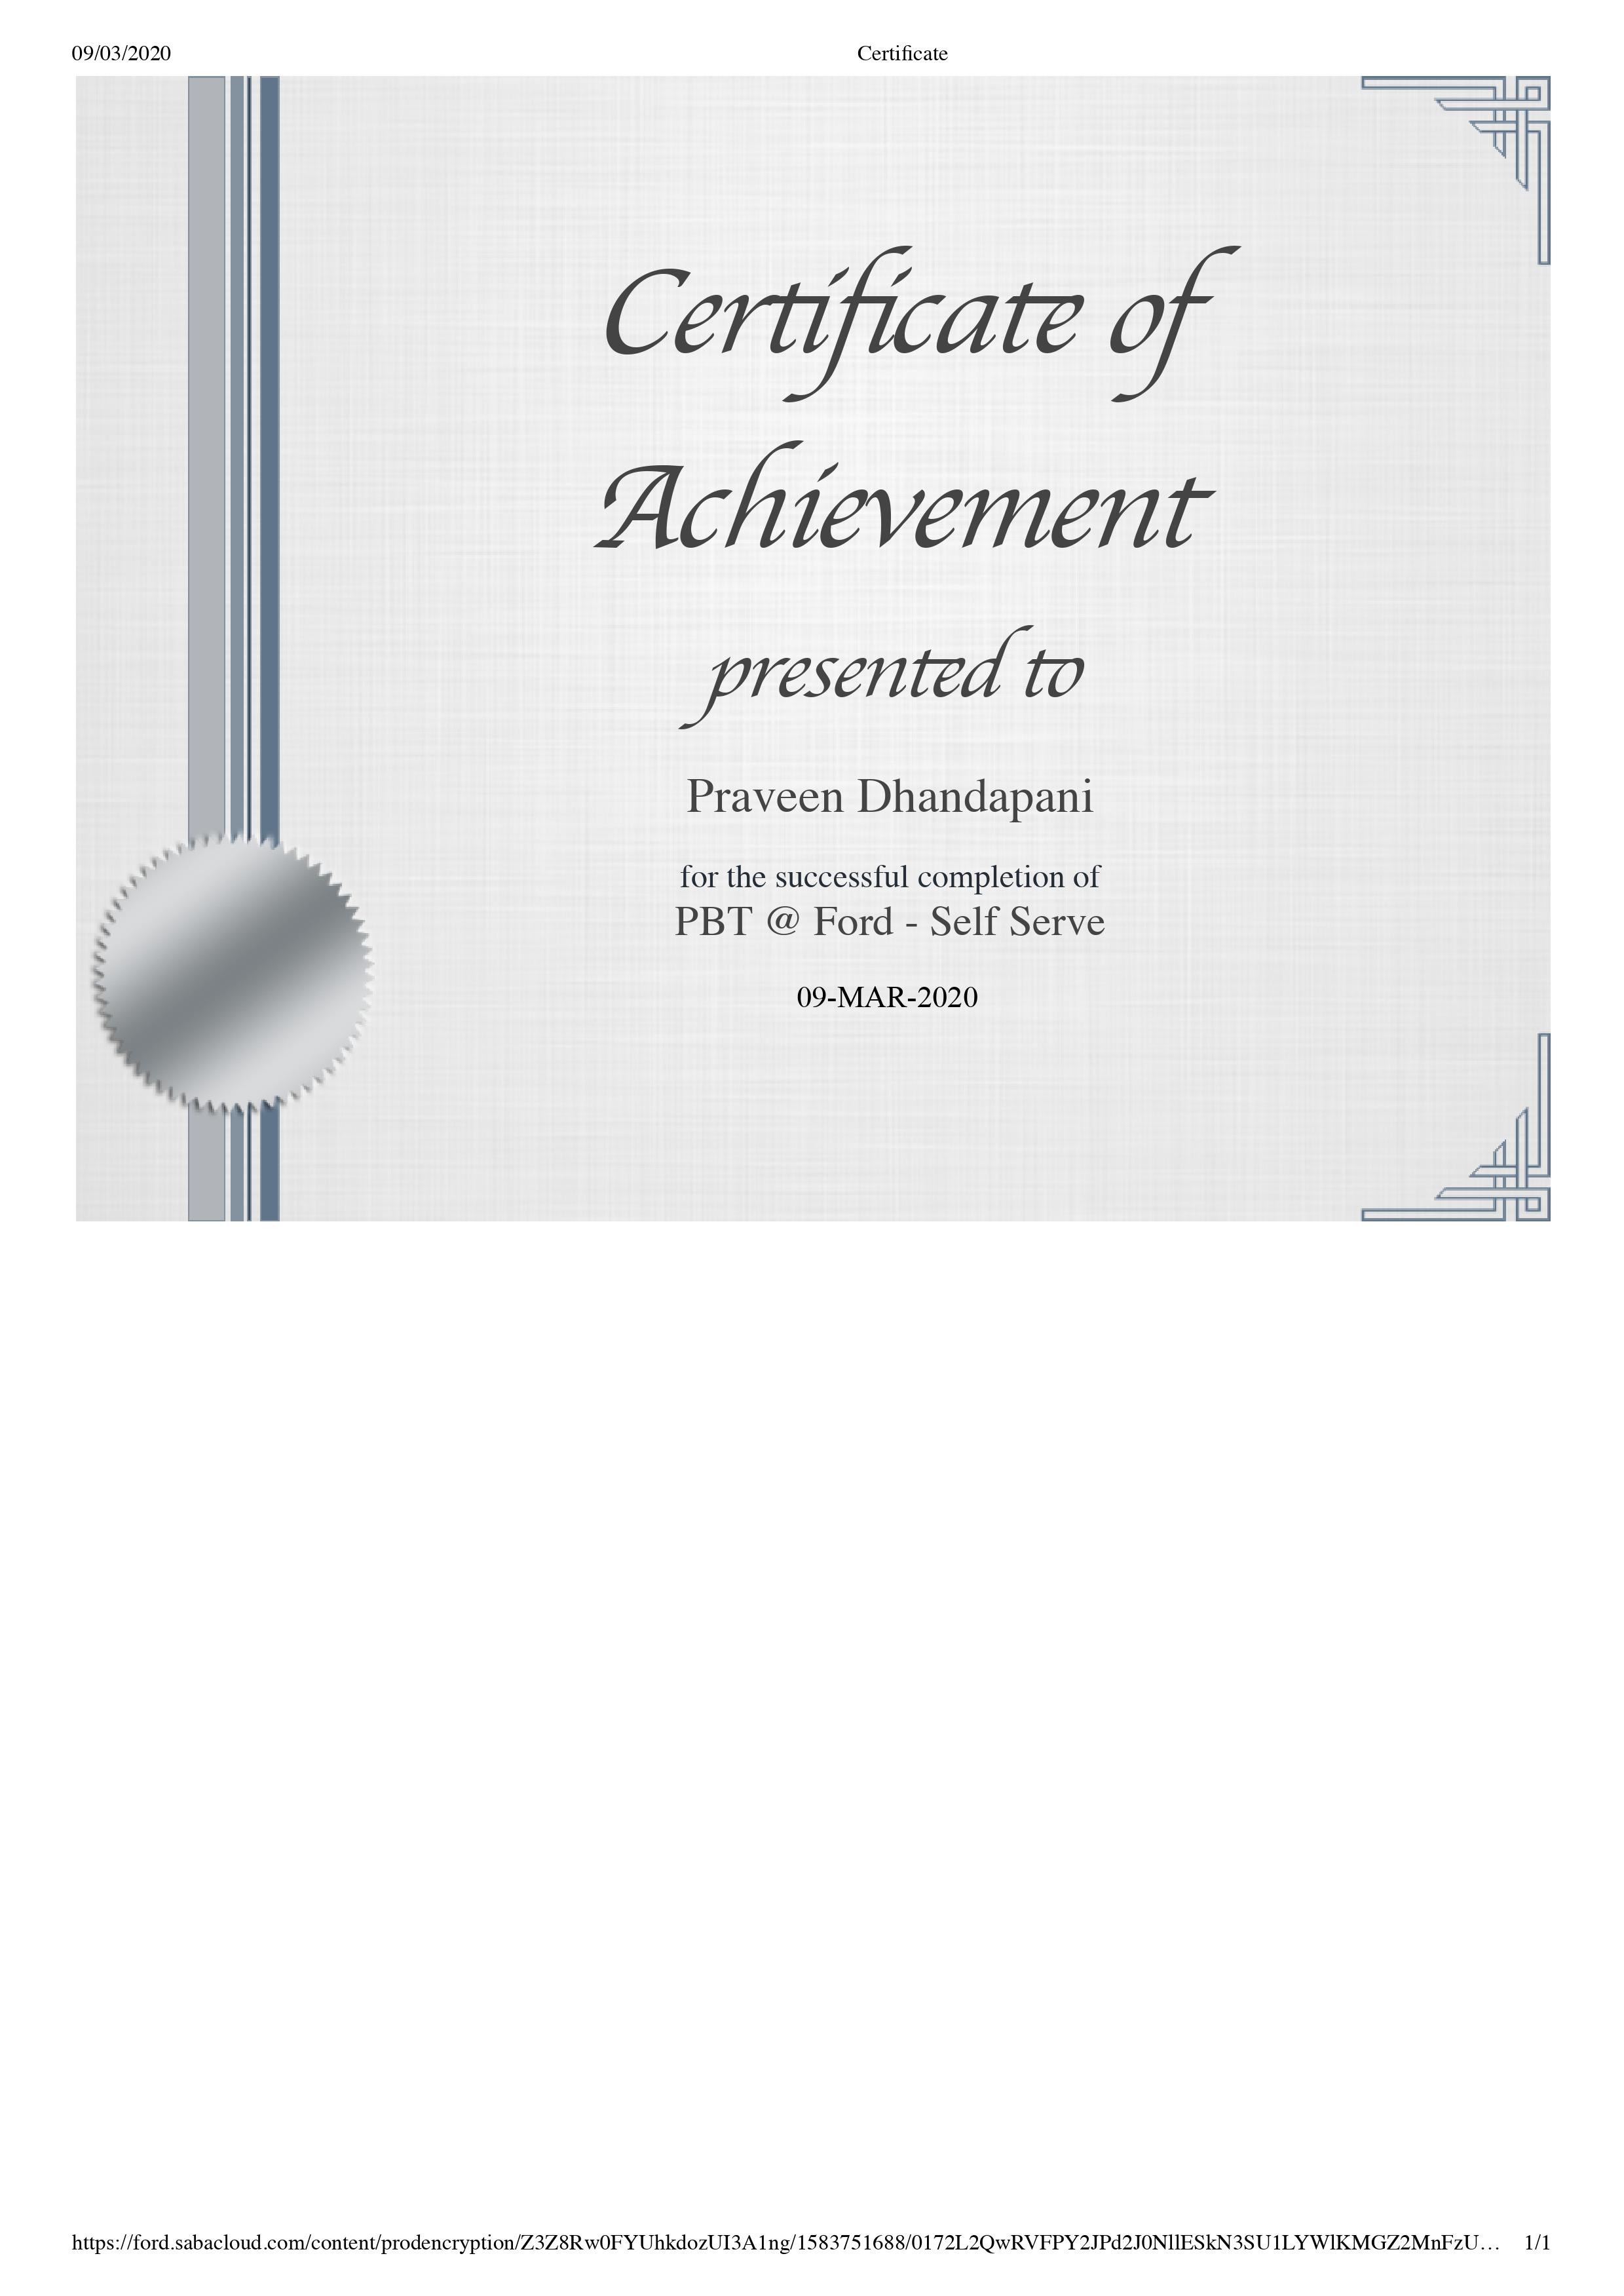 09/03/2020 Certificate
Certificate of
Achievement
presented to
Praveen Dhandapani
for the successful completion of
PBT @ Ford - Self Serve
09-MAR-2020
https://ford.sabacloud.com/content/prodencryption/Z3Z8Rw0FYUhkdozUI3A1ng/1583751688/0172L2QwRVFPY2JPd2J0NllESkN3SU1LYWlKMGZ2MnFzU… 1/1